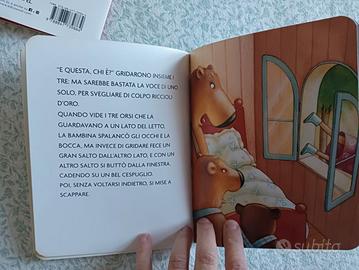 "E QUESTA, CHI È?" GRIDARONO INSIEME I
TRE: MA SAREBBE BASTATA LA VOCE DI UNO
SOLO, PER SVEGLIARE DI COLPO RICCIOLI
D'ORO.
QUANDO VIDE I TRE ORSI CHE LA
GUARDAVANO A UN LATO DEL LETTO,
LA BAMBINA SPALANCÒ GLI OCCHI E LA
BOCCA, MA INVECE DI GRIDARE FECE UN
GRAN SALTO DALL'ALTRO LATO, E CON UN
ALTRO SALTO SI BUTTÒ DALLA FINESTRA,
CADENDO SU UN BEL CESPUGLIO.
POI, SENZA VOLTARSI INDIETRO, SI MISE A
SCAPPARE.
subito